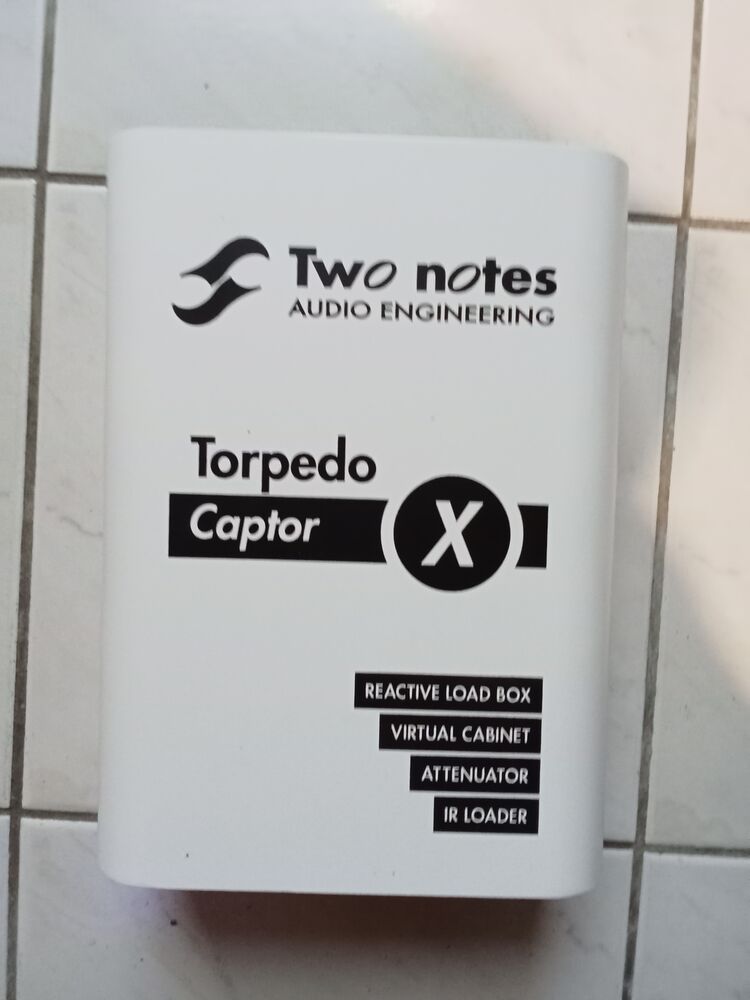 Two notes
AUDIO ENGINEERING
Torpedo
Captor X
REACTIVE LOAD BOX
VIRTUAL CABINET
ATTENUATOR
IR LOADER